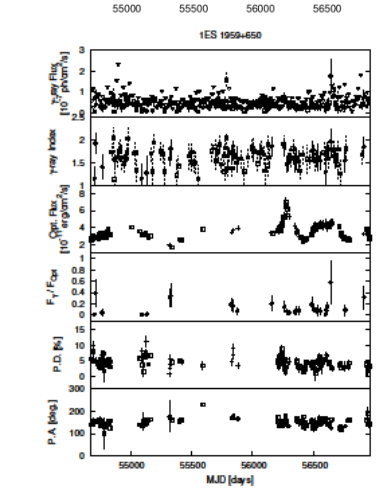 55000 55500 56000 56500
1ES 1959+650
3
2
1
2.5
γ-ray Flux
[10⁻⁷ph/cm²/s]
2
1.5
1
γ-ray Index
8
6
4
2
Opt. Flux
[10⁻¹¹erg/cm²/s]
1
0.8
0.6
0.4
0.2
0
Fγ / FOpt
15
10
5
0
P.D. [%]
300
200
100
0
P.A. [deg.]
55000 55500 56000 56500
MJD [days]